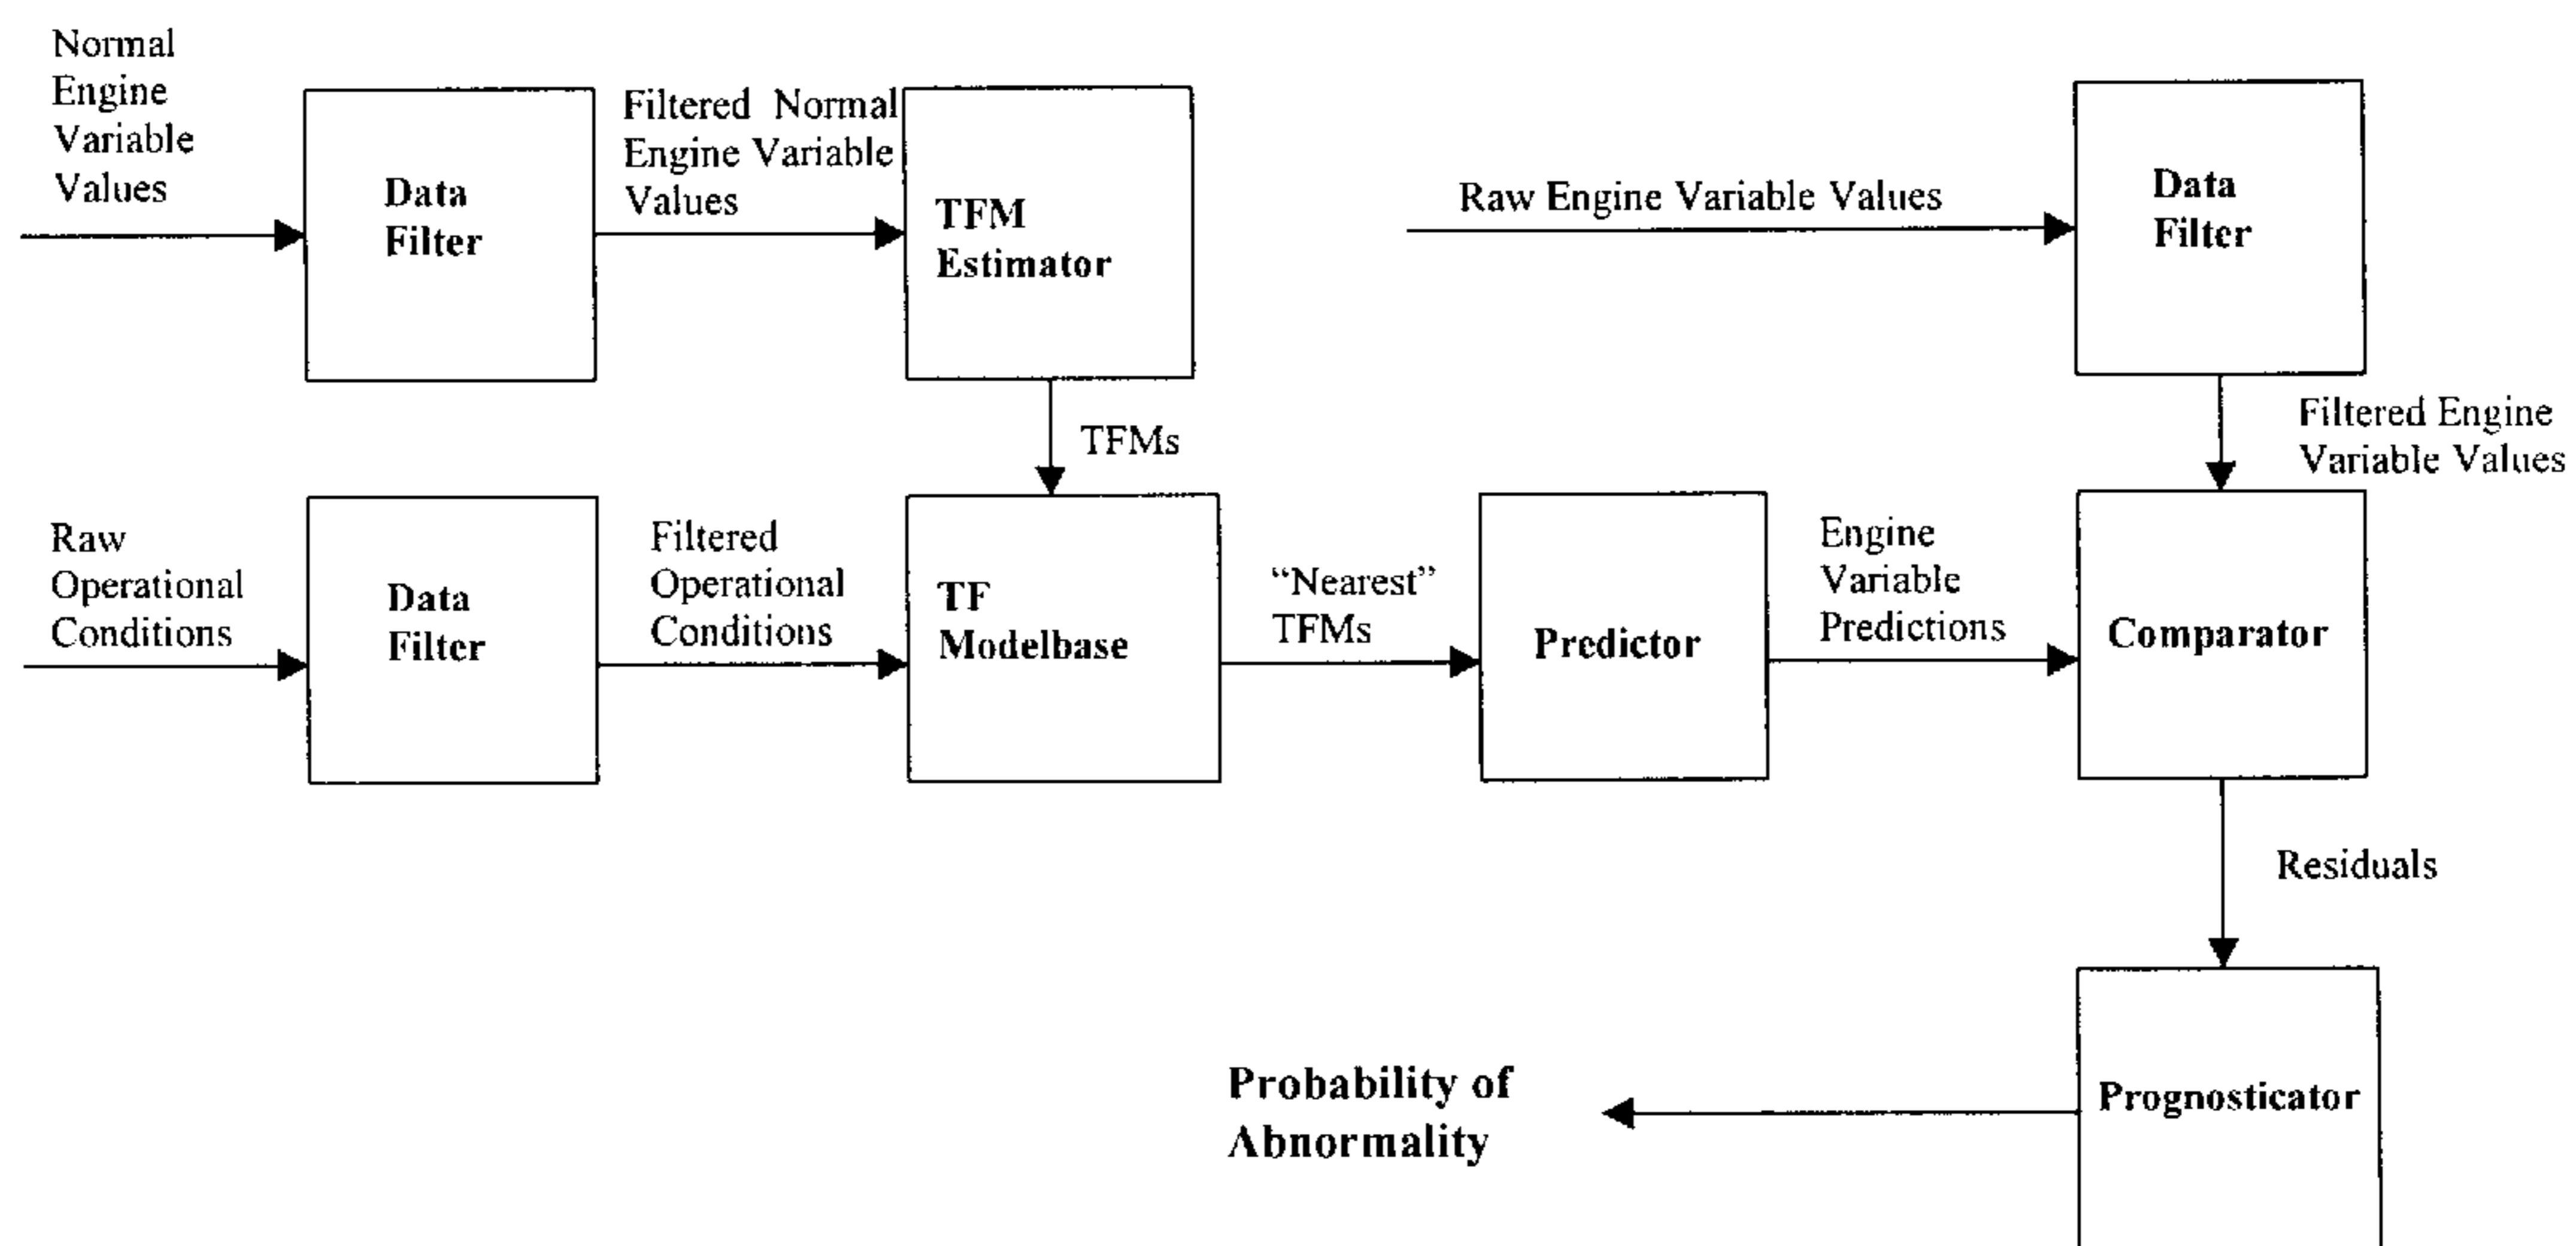 Normal
Engine
Variable
Values
Data
Filter
Filtered Normal
Engine Variable
Values
TFM
Estimator
Raw Engine Variable Values
Data
Filter
TFMs
Filtered Engine
Variable Values
Raw
Operational
Conditions
Data
Filter
Filtered
Operational
Conditions
TF
Modelbase
“Nearest”
TFMs
Predictor
Engine
Variable
Predictions
Comparator
Residuals
Probability of
Abnormality
Prognosticator